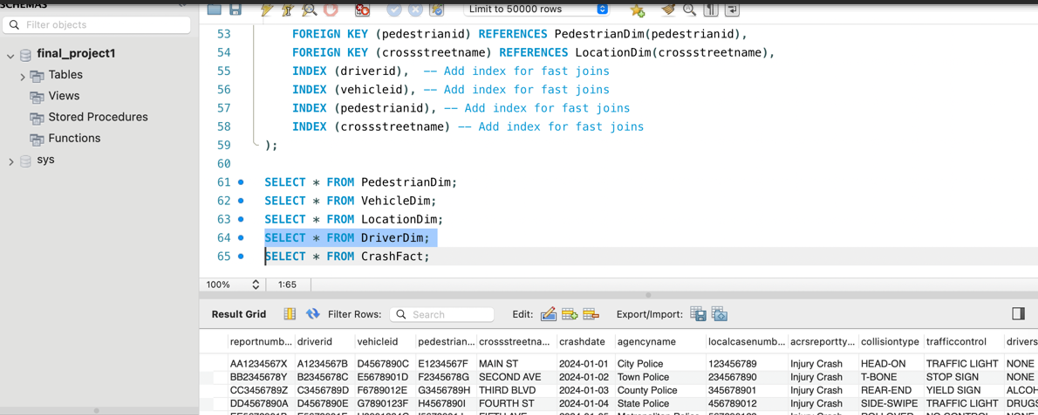 SCHEMAS
Limit to 50000 rows
Filter objects
final_project1
Tables
Views
Stored Procedures
Functions
sys
53 FOREIGN KEY (pedestrianid) REFERENCES PedestrianDim(pedestrianid),
54 FOREIGN KEY (crossstreetname) REFERENCES LocationDim(crossstreetname),
55 INDEX (driverid), -- Add index for fast joins
56 INDEX (vehicleid), -- Add index for fast joins
57 INDEX (pedestrianid), -- Add index for fast joins
58 INDEX (crossstreetname) -- Add index for fast joins
59 );
60
61 SELECT * FROM PedestrianDim;
62 SELECT * FROM VehicleDim;
63 SELECT * FROM LocationDim;
64 SELECT * FROM DriverDim;
65 SELECT * FROM CrashFact;
100% 1:65
Result Grid Filter Rows: Search Edit: Export/Import:
reportnumb... driverid vehicleid pedestrian... crossstreetna... crashdate agencyname localcasenumb... acrsreportty... collisiontype trafficcontrol drivers
AA1234567X A1234567B D4567890C E1234567F MAIN ST 2024-01-01 City Police 123456789 Injury Crash HEAD-ON TRAFFIC LIGHT NONE
BB2345678Y B2345678C E5678901D F2345678G SECOND AVE 2024-01-02 Town Police 234567890 Injury Crash T-BONE STOP SIGN NONE
CC3456789Z C3456789D F6789012E G3456789H THIRD BLVD 2024-01-03 County Police 345678901 Injury Crash REAR-END YIELD SIGN ALCOH
DD4567890A D4567890E G7890123F H4567890I FOURTH ST 2024-01-04 State Police 456789012 Injury Crash SIDE-SWIPE TRAFFIC LIGHT DRUGS